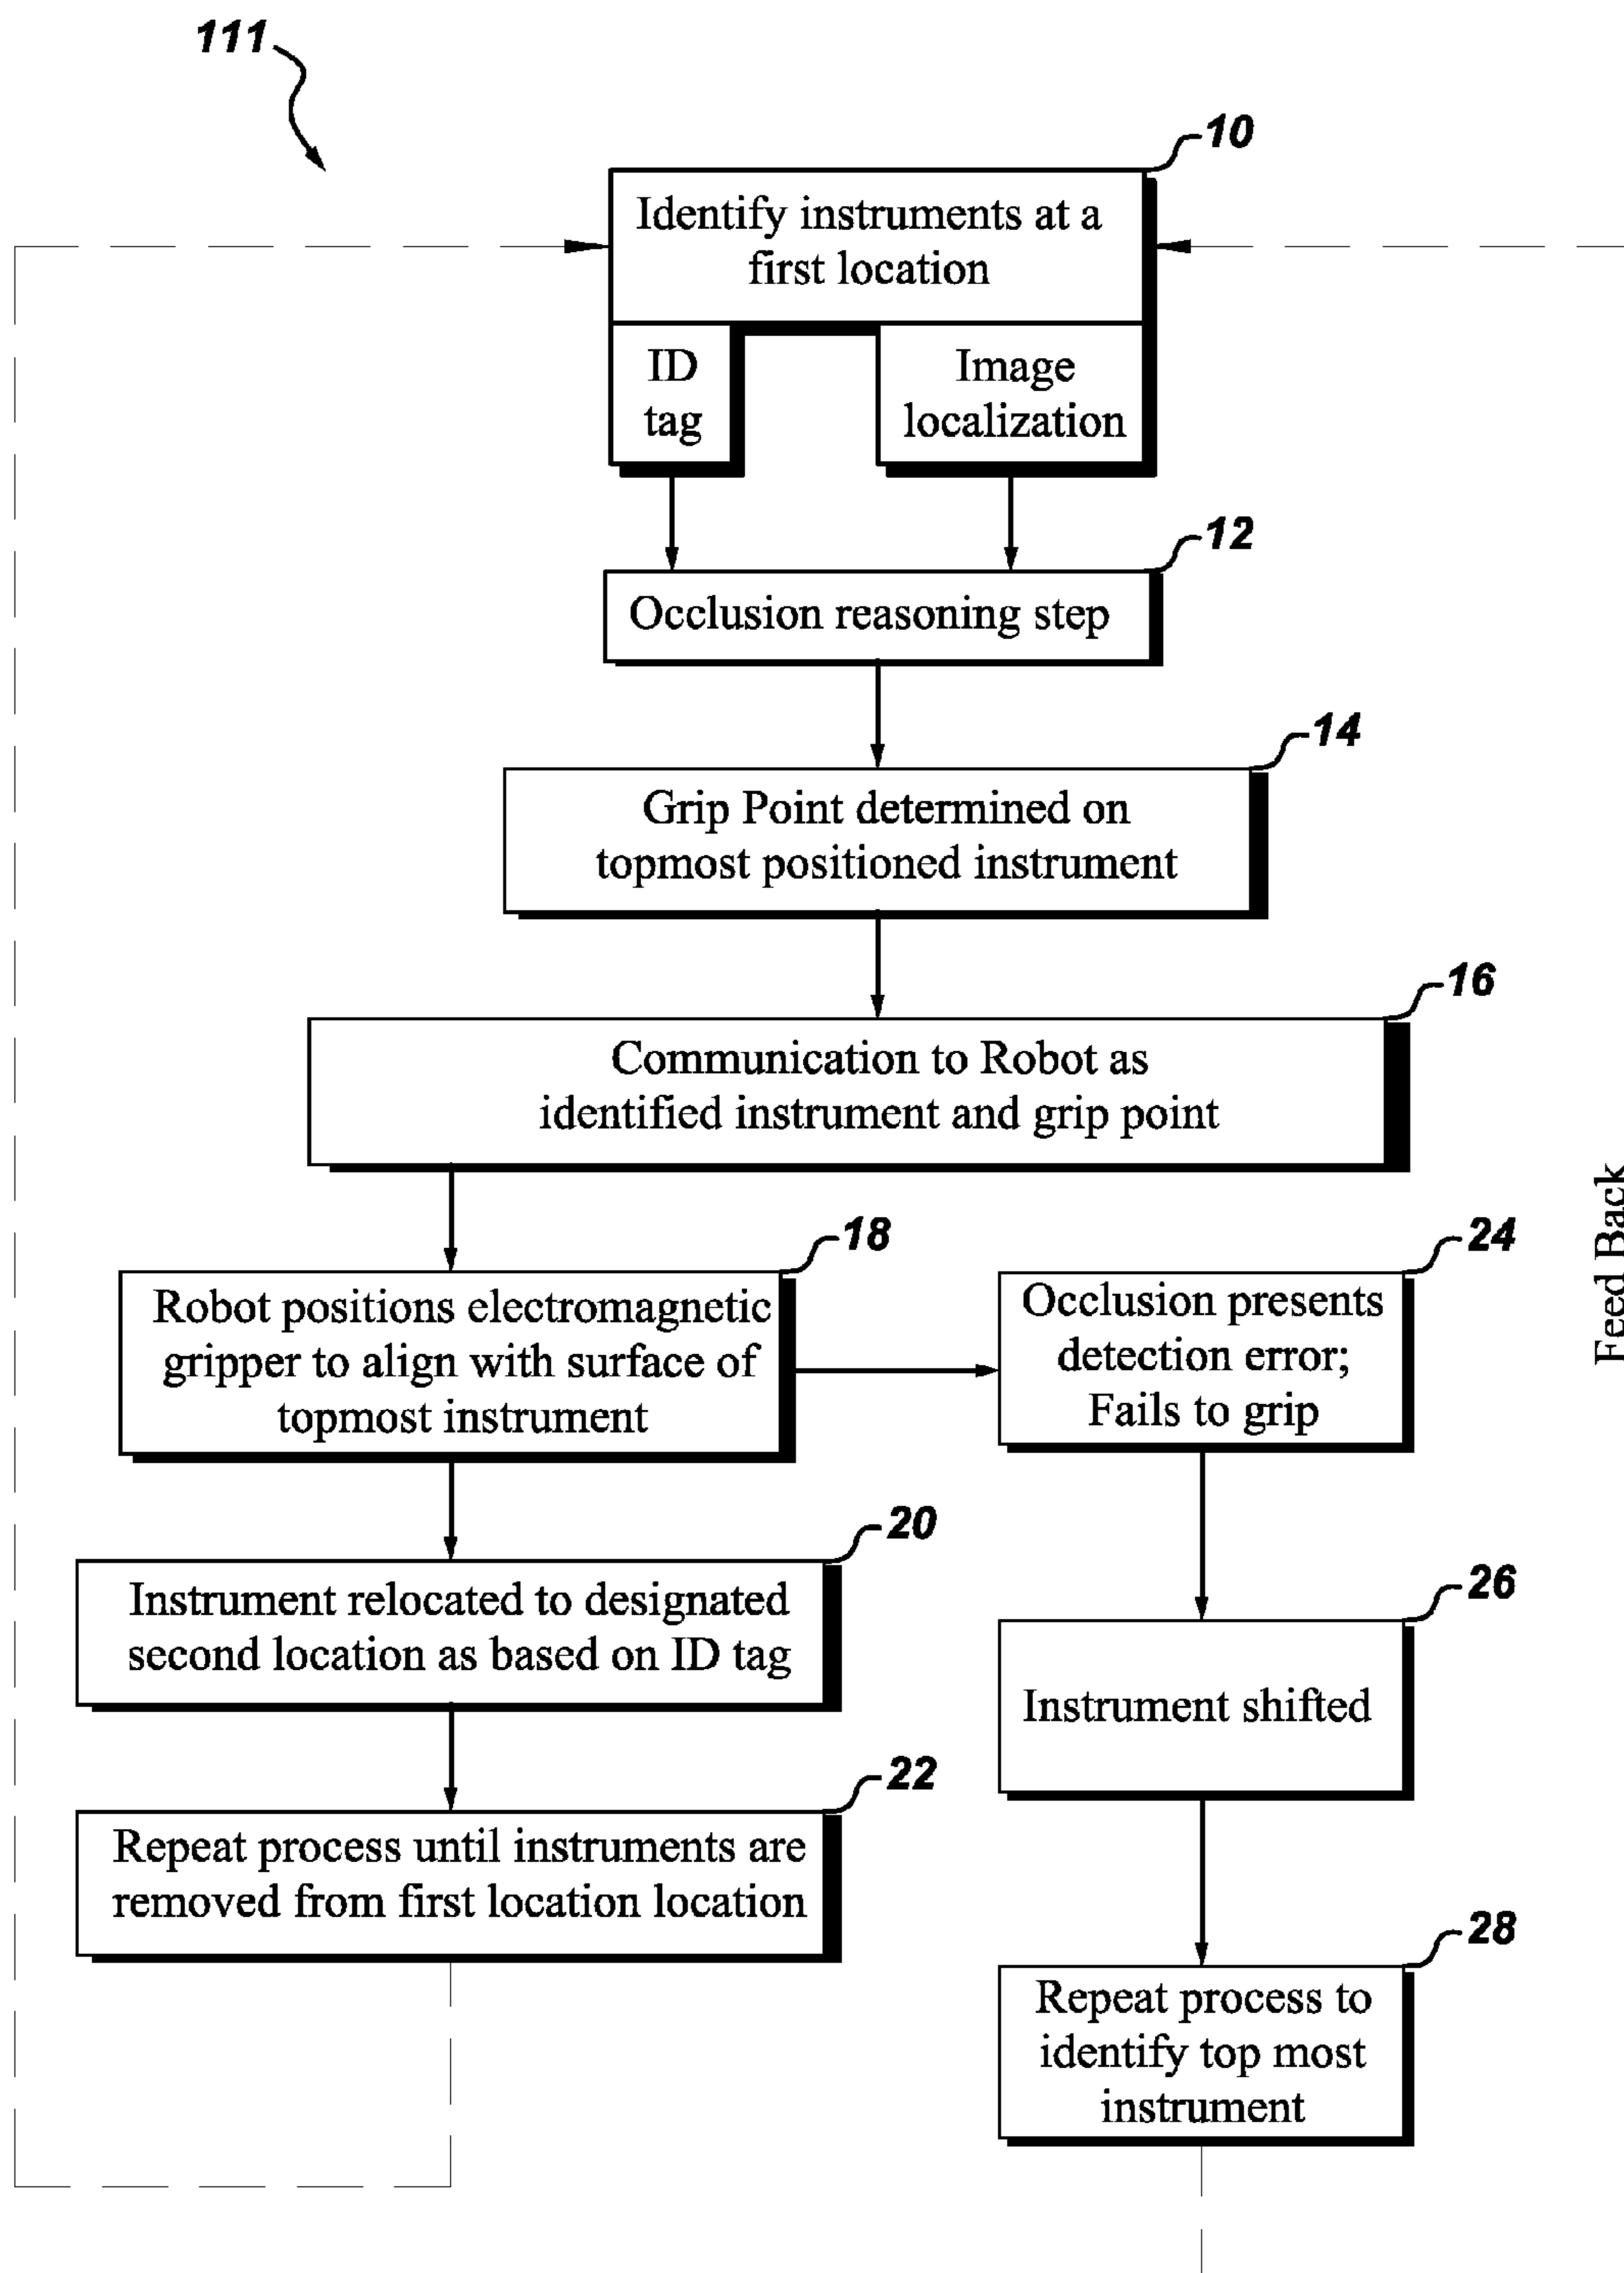 111
10
Identify instruments at a
first location
ID
tag
Image
localization
12
Occlusion reasoning step
14
Grip Point determined on
topmost positioned instrument
16
Communication to Robot as
identified instrument and grip point
18
Robot positions electromagnetic
gripper to align with surface of
topmost instrument
24
Occlusion presents
detection error;
Fails to grip
Feed Back
20
Instrument relocated to designated
second location as based on ID tag
26
Instrument shifted
22
Repeat process until instruments are
removed from first location location
28
Repeat process to
identify top most
instrument